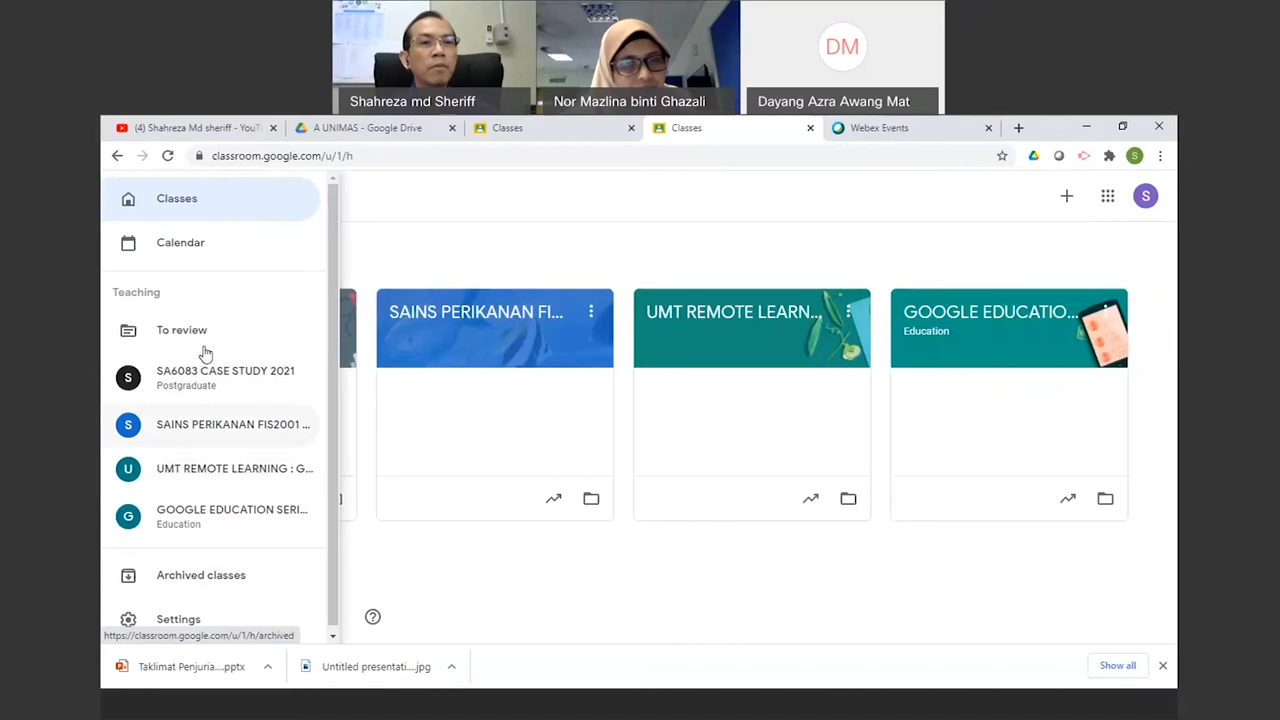 DM
Shahreza md Sheriff
Nor Mazlina binti Ghazali
Dayang Azra Awang Mat
(4) Shahreza Md sheriff - YouT
A UNIMAS - Google Drive
Classes
Classes
Webex Events
classroom.google.com/u/1/h
S
Classes
S
Calendar
Teaching
To review
SAINS PERIKANAN FI...
UMT REMOTE LEARN...
GOOGLE EDUCATIO...
Education
S
SA6083 CASE STUDY 2021
Postgraduate
S
SAINS PERIKANAN FIS2001 ...
U
UMT REMOTE LEARNING : G...
G
GOOGLE EDUCATION SERI...
Education
Archived classes
Settings
https://classroom.google.com/u/1/h/archived
Taklimat Penjuria....pptx
Untitled presentati....jpg
Show all